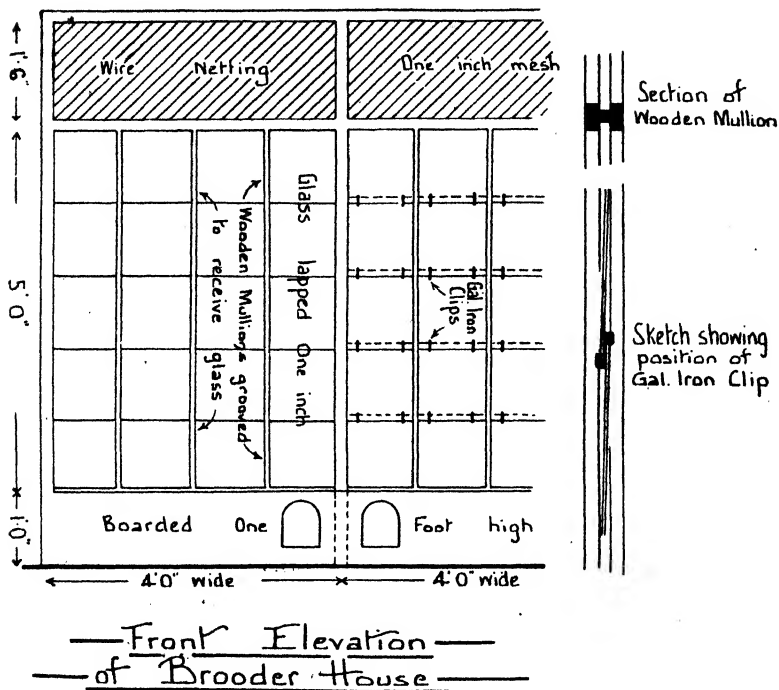 1'6"
Wire Netting
One inch mesh
5'0"
Wooden Mullions grooved
to receive glass
Glass lapped One inch
Gal. Iron
Clips
1'0"
Boarded One Foot high
4'0" wide
4'0" wide
Section of
Wooden Mullion
Sketch showing
position of
Gal. Iron Clip
Front Elevation
of Brooder House